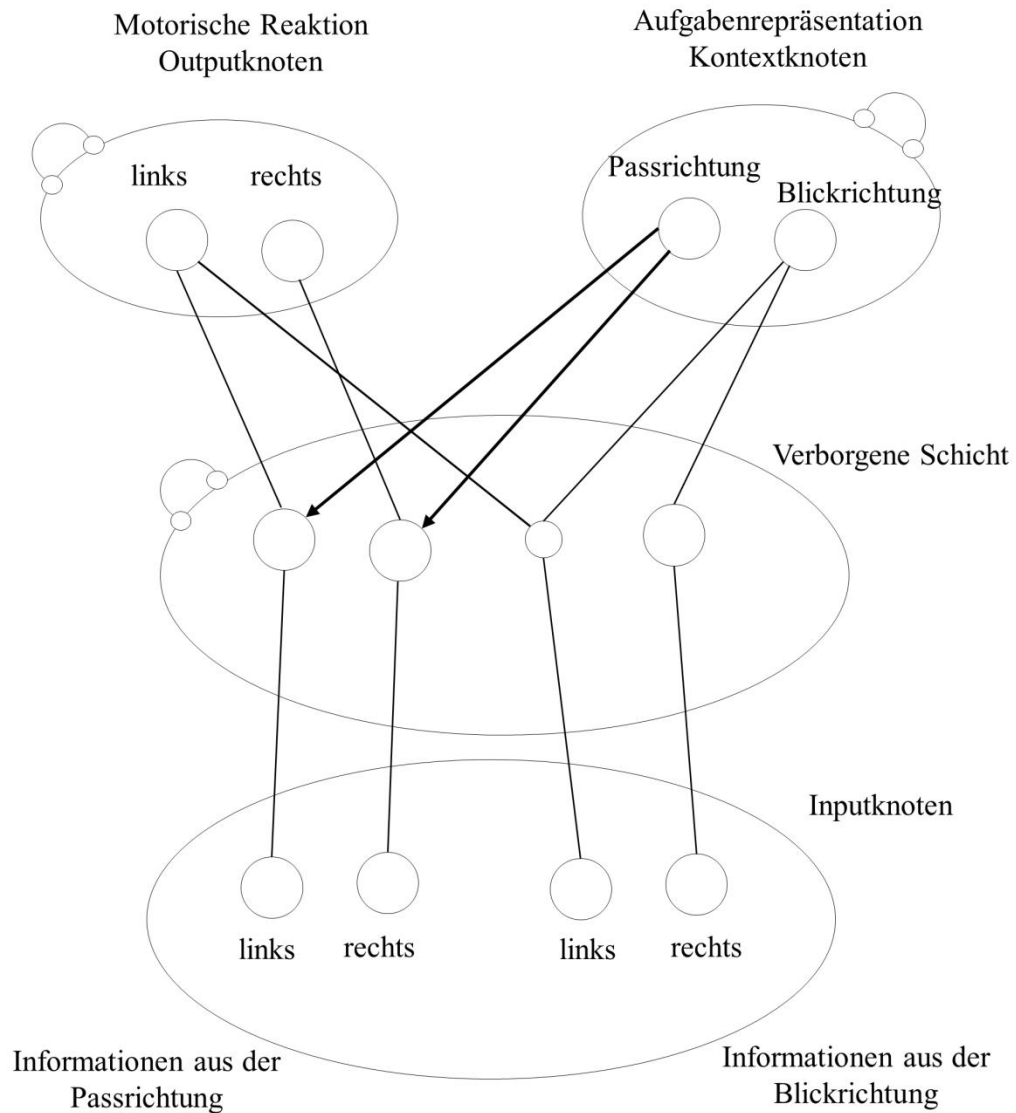 Motorische Reaktion
Outputknoten
Aufgabenrepräsentation
Kontextknoten
links
rechts
Passrichtung
Blickrichtung
Verborgene Schicht
Inputknoten
links
rechts
links
rechts
Informationen aus der
Passrichtung
Informationen aus der
Blickrichtung